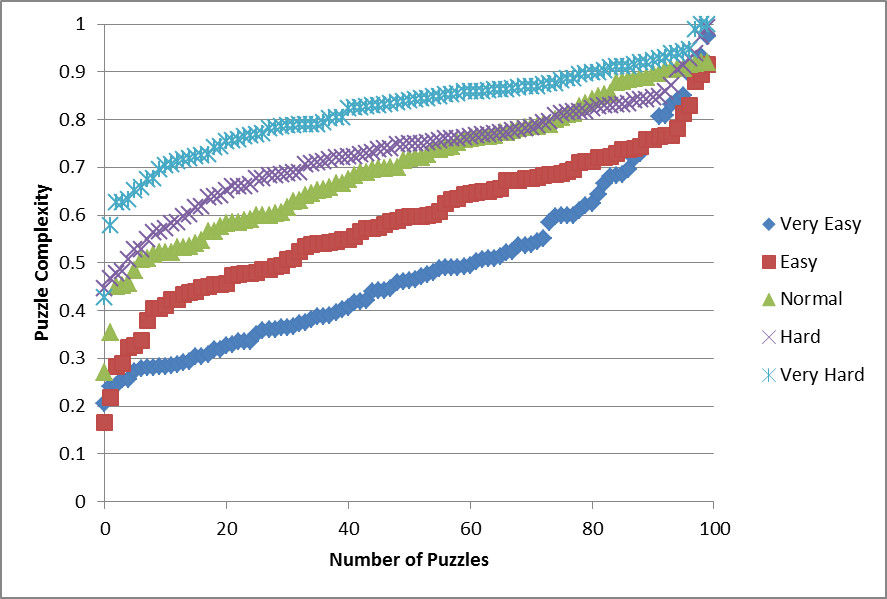 1
0.9
0.8
0.7
0.6
0.5
0.4
0.3
0.2
0.1
0
Puzzle Complexity
0 20 40 60 80 100
Number of Puzzles
Very Easy
Easy
Normal
Hard
Very Hard